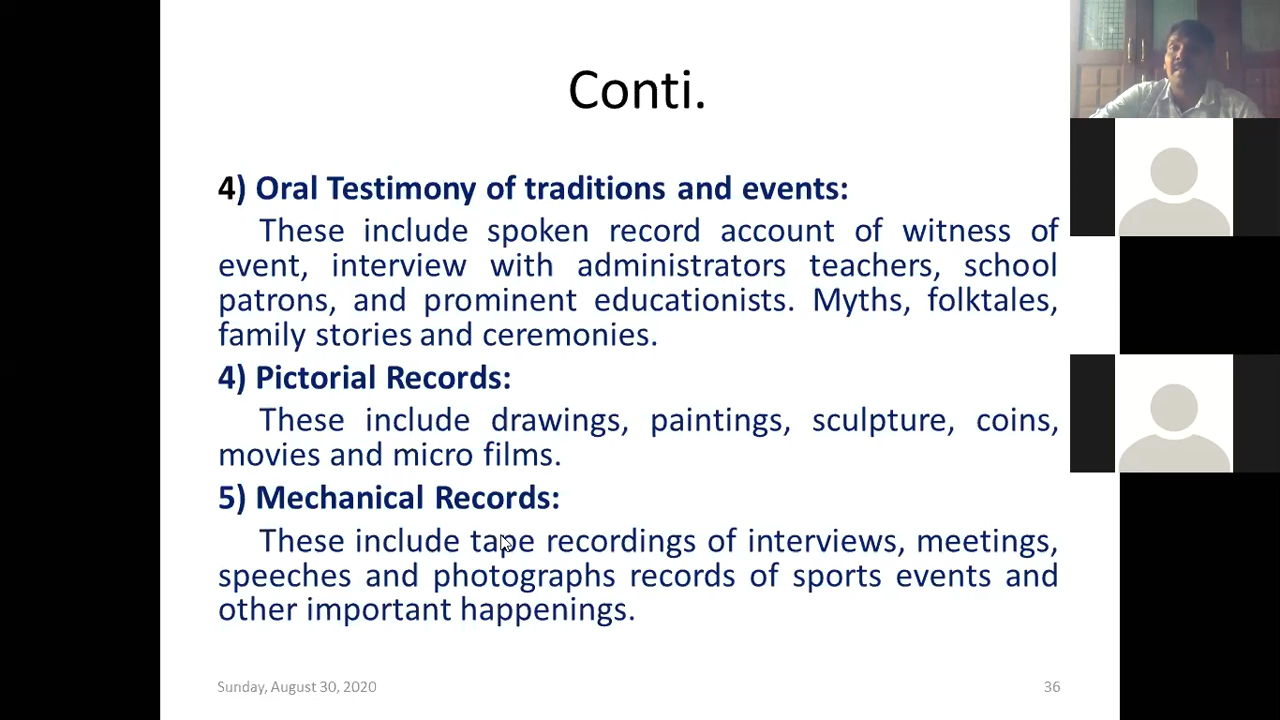 Conti.
4) Oral Testimony of traditions and events:
These include spoken record account of witness of
event, interview with administrators teachers, school
patrons, and prominent educationists. Myths, folktales,
family stories and ceremonies.
4) Pictorial Records:
These include drawings, paintings, sculpture, coins,
movies and micro films.
5) Mechanical Records:
These include tape recordings of interviews, meetings,
speeches and photographs records of sports events and
other important happenings.
Sunday, August 30, 2020
36